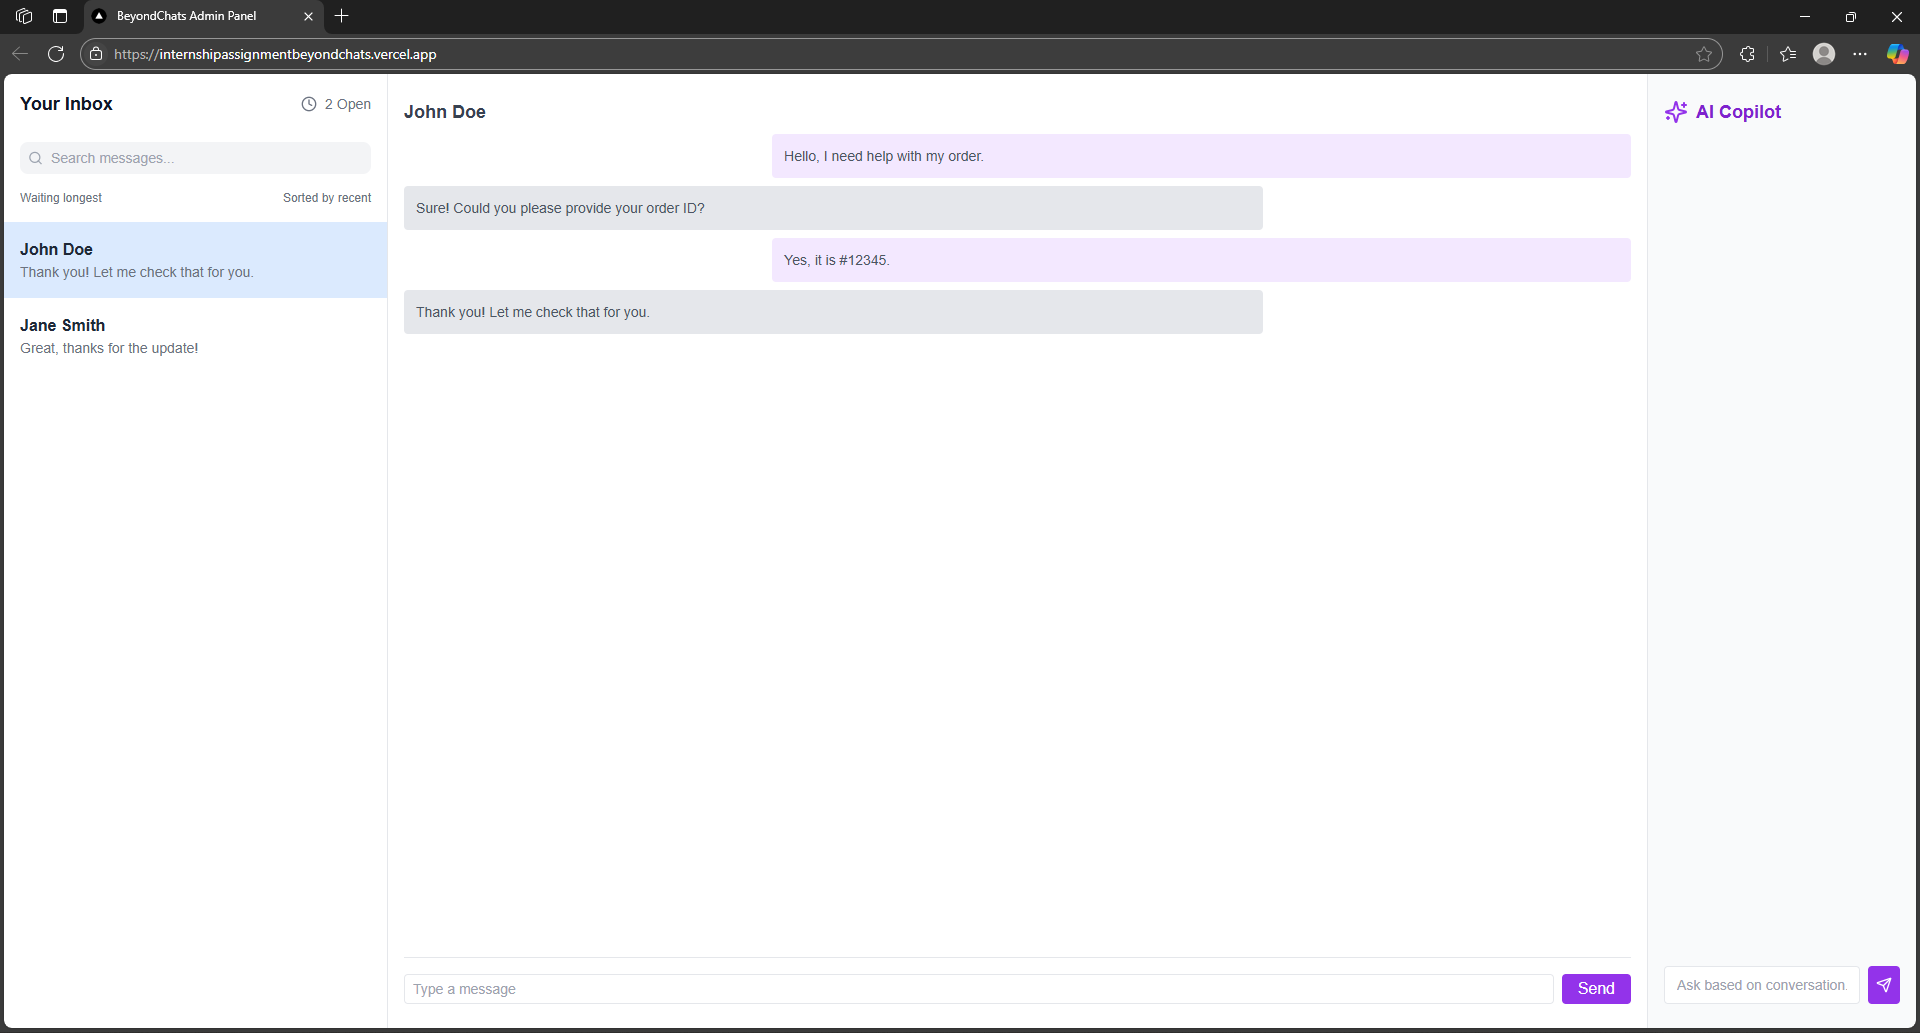 BeyondChats Admin Panel
https://internshipassignmentbeyondchats.vercel.app
Your Inbox
2 Open
Search messages...
Waiting longest
Sorted by recent
John Doe
Thank you! Let me check that for you.
Jane Smith
Great, thanks for the update!
John Doe
Hello, I need help with my order.
Sure! Could you please provide your order ID?
Yes, it is #12345.
Thank you! Let me check that for you.
Type a message
Send
AI Copilot
Ask based on conversation.